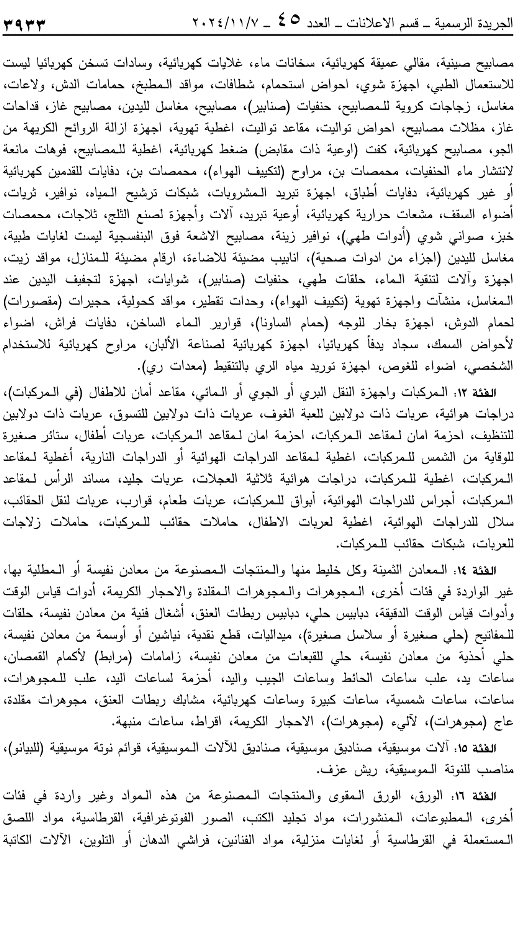 الجريدة الرسمية ــ قسم الاعلانات ــ العدد ٤٥ ــ ٢٠٢٤/١١/٧ ٣٩٣٣
مصابيح صينية، مقالي عميقة كهربائية، سخانات ماء، غلايات كهربائية، وسادات تسخن كهربائيا ليست
للاستعمال الطبي، اجهزة شوي، احواض استحمام، شطافات، مواقد المطبخ، حمامات الدش، ولاعات،
مغاسل، زجاجات كروية للمصابيح، حنفيات (صنابير)، مصابيح، مغاسل لليدين، مصابيح غاز، قداحات
غاز، مظلات مصابيح، احواض تواليت، مقاعد تواليت، اغطية تهوية، اجهزة ازالة الروائح الكريهة من
الجو، مصابيح كهربائية، كفت (اوعية ذات مقابض) ضغط كهربائية، اغطية للمصابيح، فوهات مانعة
لانتشار ماء الحنفيات، محمصات بن، مراوح (لتكييف الهواء)، محمصات بن، دفايات للقدمين كهربائية
أو غير كهربائية، دفايات أطباق، اجهزة تبريد المشروبات، شبكات ترشيح المياه، نوافير، ثريات،
أضواء السقف، مشعات حرارية كهربائية، أوعية تبريد، آلات وأجهزة لصنع الثلج، ثلاجات، محمصات
خبز، صواني شوي (أدوات طهي)، نوافير زينة، مصابيح الاشعة فوق البنفسجية ليست لغايات طبية،
مغاسل لليدين (اجزاء من ادوات صحية)، انابيب مضيئة للاضاءة، ارقام مضيئة للمنازل، مواقد زيت،
اجهزة وآلات لتنقية الماء، حلقات طهي، حنفيات (صنابير)، شوايات، اجهزة لتجفيف اليدين عند
المغاسل، منشآت واجهزة تهوية (تكييف الهواء)، وحدات تقطير، مواقد كحولية، حجيرات (مقصورات)
لحمام الدوش، اجهزة بخار للوجه (حمام الساونا)، قوارير الماء الساخن، دفايات فراش، اضواء
لأحواض السمك، سجاد يدفأ كهربائيا، اجهزة كهربائية لصناعة الألبان، مراوح كهربائية للاستخدام
الشخصي، اضواء للغوص، اجهزة توريد مياه الري بالتنقيط (معدات ري).
الفئة ١٢: المركبات واجهزة النقل البري أو الجوي أو المائي، مقاعد أمان للاطفال (في المركبات)،
دراجات هوائية، عربات ذات دولابين للعبة الغوف، عربات ذات دولابين للتسوق، عربات ذات دولابين
للتنظيف، احزمة امان لمقاعد المركبات، احزمة امان لمقاعد المركبات، عربات أطفال، ستائر صغيرة
للوقاية من الشمس للمركبات، اغطية لمقاعد الدراجات الهوائية أو الدراجات النارية، أغطية لمقاعد
المركبات، اغطية للمركبات، دراجات هوائية ثلاثية العجلات، عربات جليد، مساند الرأس لمقاعد
المركبات، أجراس للدراجات الهوائية، أبواق للمركبات، عربات طعام، قوارب، عربات لنقل الحقائب،
سلال للدراجات الهوائية، اغطية لعربات الاطفال، حاملات حقائب للمركبات، حاملات زلاجات
للعربات، شبكات حقائب للمركبات.
الفئة ١٤: المعادن الثمينة وكل خليط منها والمنتجات المصنوعة من معادن نفيسة أو المطلية بها،
غير الواردة في فئات أخرى، المجوهرات والمجوهرات المقلدة والاحجار الكريمة، أدوات قياس الوقت
وأدوات قياس الوقت الدقيقة، دبابيس حلي، دبابيس ربطات العنق، أشغال فنية من معادن نفيسة، حلقات
للمفاتيح (حلي صغيرة أو سلاسل صغيرة)، ميداليات، قطع نقدية، نياشين أو أوسمة من معادن نفيسة،
حلي أحذية من معادن نفيسة، حلي للقبعات من معادن نفيسة، زامامات (مرابط) لأكمام القمصان،
ساعات يد، علب ساعات الحائط وساعات الجيب واليد، أحزمة لساعات اليد، علب للمجوهرات،
ساعات، ساعات شمسية، ساعات كبيرة وساعات كهربائية، مشابك ربطات العنق، مجوهرات مقلدة،
عاج (مجوهرات)، لآليء (مجوهرات)، الاحجار الكريمة، اقراط، ساعات منبهة.
الفئة ١٥: آلات موسيقية، صناديق موسيقية، صناديق للآلات الموسيقية، قوائم نوتة موسيقية (للبيانو)،
مناصب للنوتة الموسيقية، ريش عزف.
الفئة ١٦: الورق، الورق المقوى والمنتجات المصنوعة من هذه المواد وغير واردة في فئات
أخرى، المطبوعات، المنشورات، مواد تجليد الكتب، الصور الفوتوغرافية، القرطاسية، مواد اللصق
المستعملة في القرطاسية أو لغايات منزلية، مواد الفنانين، فراشي الدهان أو التلوين، الآلات الكاتبة